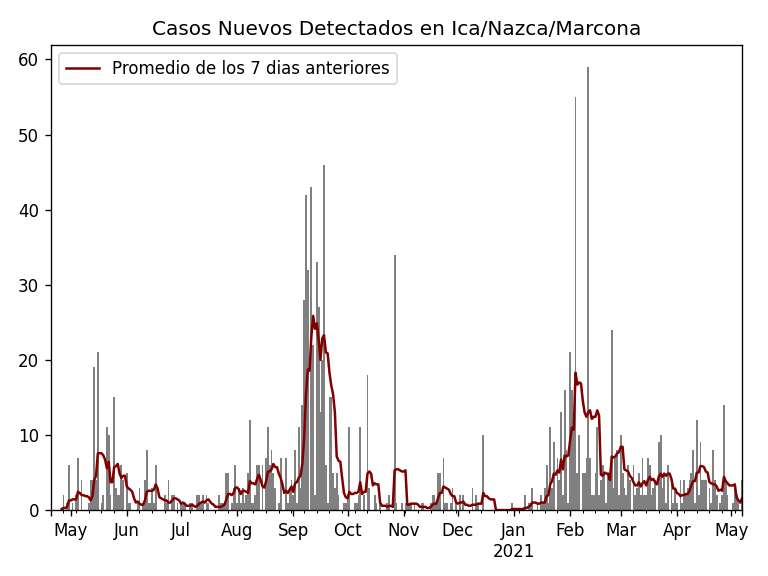 Casos Nuevos Detectados en Ica/Nazca/Marcona
Promedio de los 7 dias anteriores
60
50
40
30
20
10
0
May Jun Jul Aug Sep Oct Nov Dec Jan Feb Mar Apr May
2021